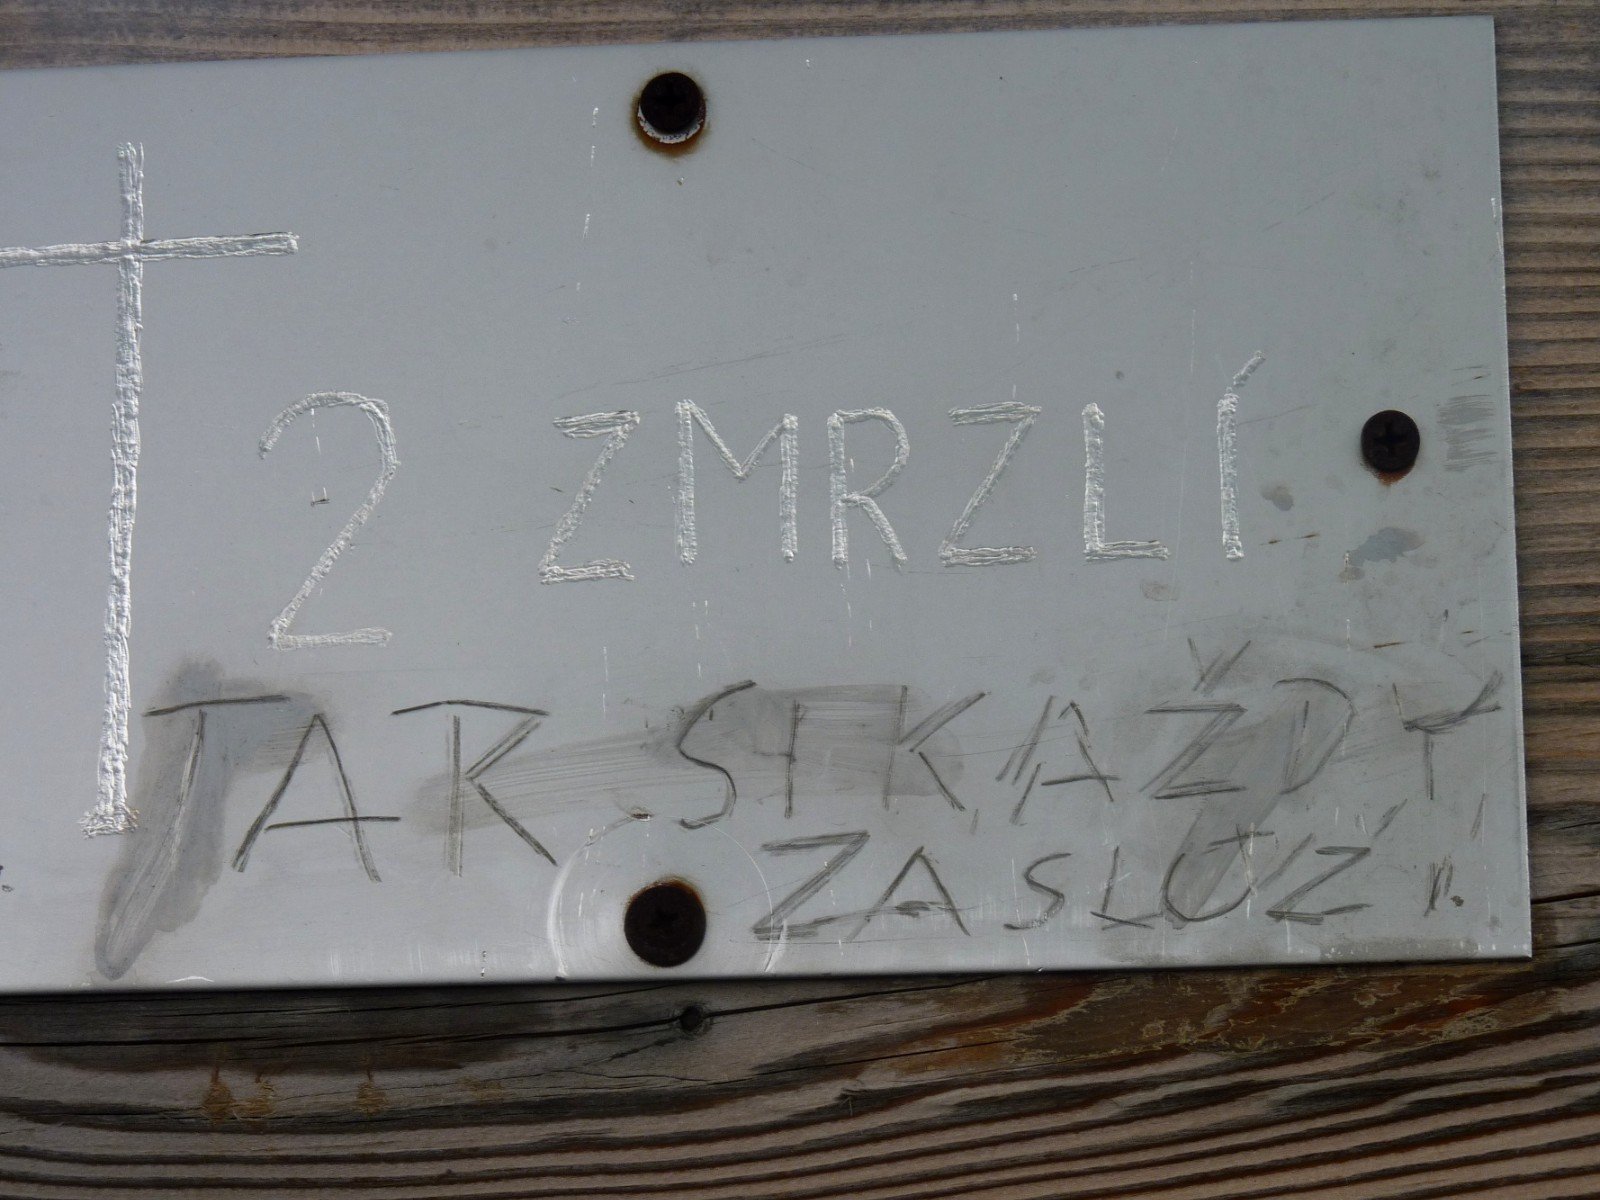 2 ZMRZLÍ
TAK SI KAŽDÝ
ZASLÚŽI.